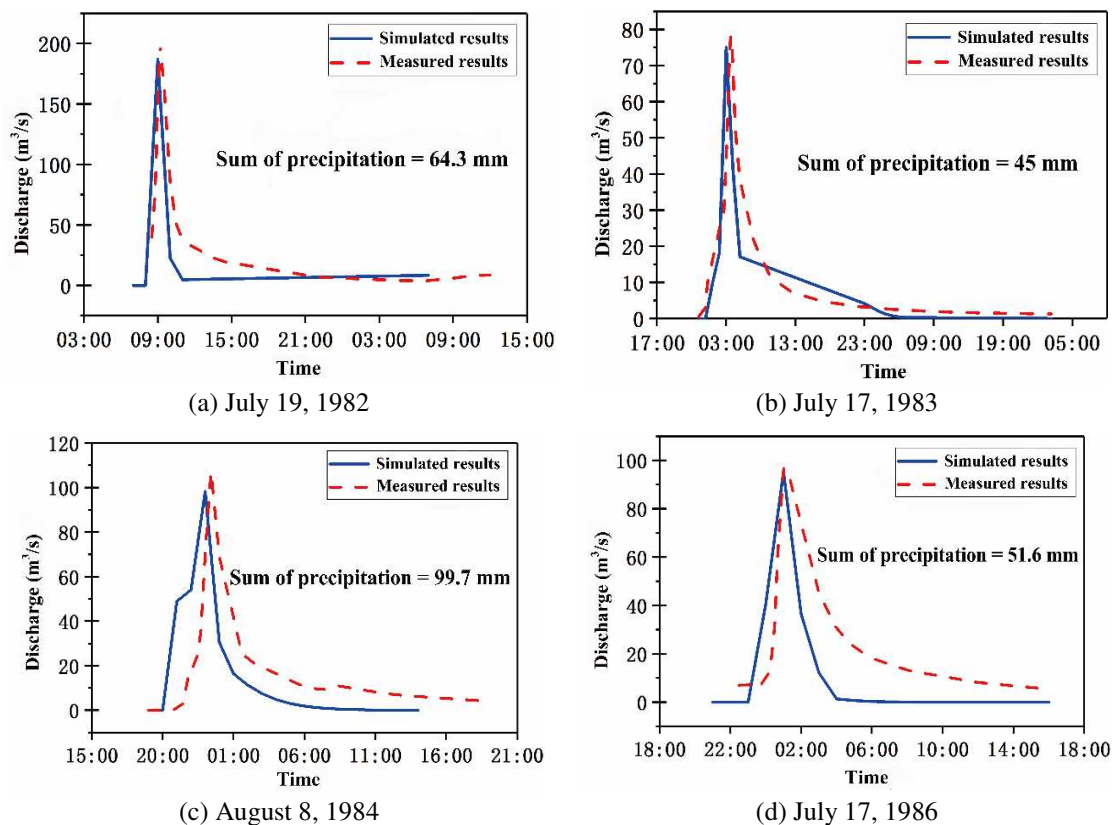 200
150
100
50
0
Discharge (m³/s)
Simulated results
Measured results
Sum of precipitation = 64.3 mm
03:00 09:00 15:00 21:00 03:00 09:00 15:00
Time
(a) July 19, 1982
80
70
60
50
40
30
20
10
0
Discharge (m³/s)
Simulated results
Measured results
Sum of precipitation = 45 mm
17:00 03:00 13:00 23:00 09:00 19:00 05:00
Time
(b) July 17, 1983
120
100
80
60
40
20
0
Discharge (m³/s)
Simulated results
Measured results
Sum of precipitation = 99.7 mm
15:00 20:00 01:00 06:00 11:00 16:00 21:00
Time
(c) August 8, 1984
100
80
60
40
20
0
Discharge (m³/s)
Simulated results
Measured results
Sum of precipitation = 51.6 mm
18:00 22:00 02:00 06:00 10:00 14:00 18:00
Time
(d) July 17, 1986